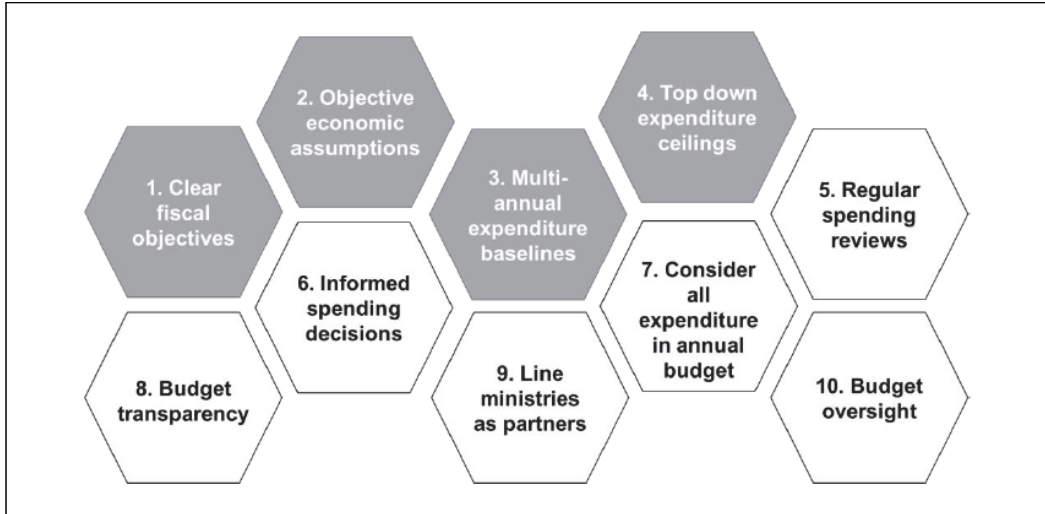 1. Clear
fiscal
objectives
2. Objective
economic
assumptions
3. Multi-
annual
expenditure
baselines
4. Top down
expenditure
ceilings
5. Regular
spending
reviews
6. Informed
spending
decisions
7. Consider
all
expenditure
in annual
budget
8. Budget
transparency
9. Line
ministries
as partners
10. Budget
oversight